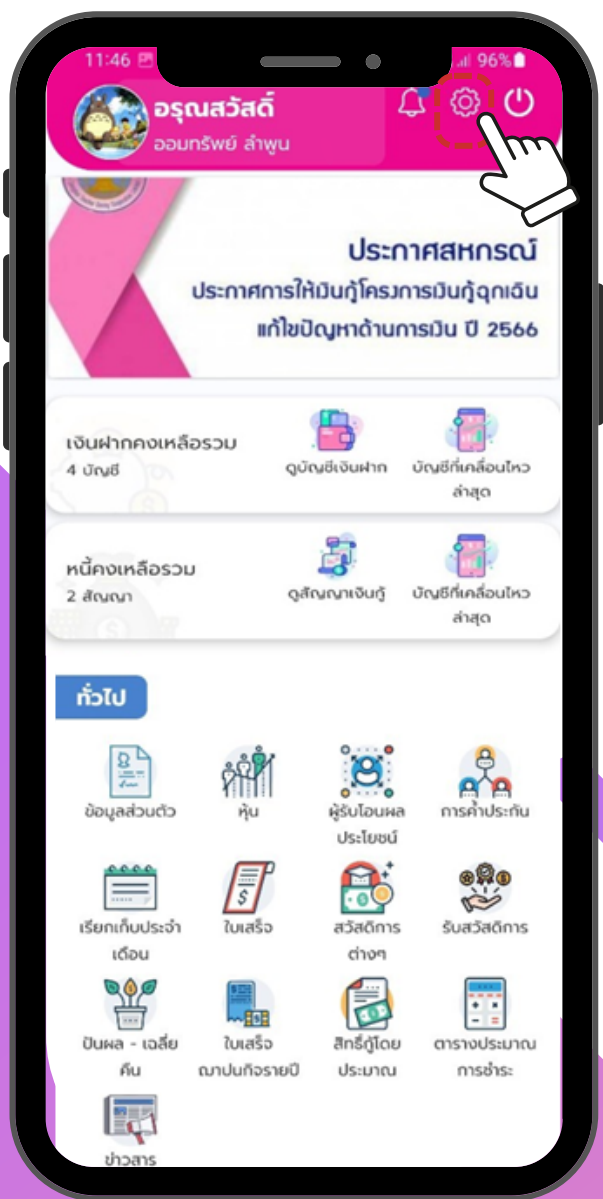 11:46
96%
อรุณสวัสดิ์
ออมทรัพย์ ลำพูน
ประกาศสหกรณ์
ประกาศการให้เงินกู้โครงการเงินกู้ฉุกเฉิน
แก้ไขปัญหาด้านการเงิน ปี 2566
เงินฝากคงเหลือรวม
4 บัญชี
ดูบัญชีเงินฝาก
บัญชีที่เคลื่อนไหว
ล่าสุด
หนี้คงเหลือรวม
2 สัญญา
ดูสัญญาเงินกู้
บัญชีที่เคลื่อนไหว
ล่าสุด
ทั่วไป
ข้อมูลส่วนตัว
หุ้น
ผู้รับโอนผล
ประโยชน์
การค้ำประกัน
เรียกเก็บประจำ
เดือน
ใบเสร็จ
สวัสดิการ
ต่างๆ
รับสวัสดิการ
ปันผล - เฉลี่ย
คืน
ใบเสร็จ
ฌาปนกิจรายปี
สิทธิ์กู้โดย
ประมาณ
ตารางประมาณ
การชำระ
ข่าวสาร